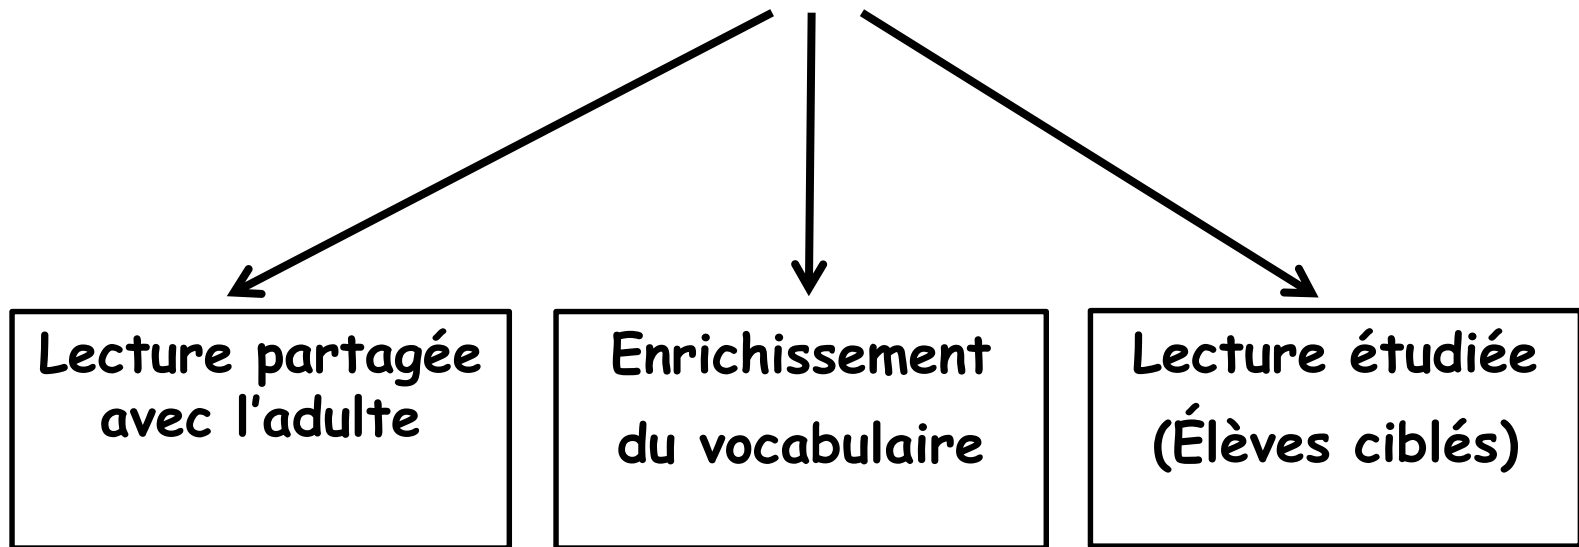 Lecture partagée
avec l'adulte
Enrichissement
du vocabulaire
Lecture étudiée
(Élèves ciblés)